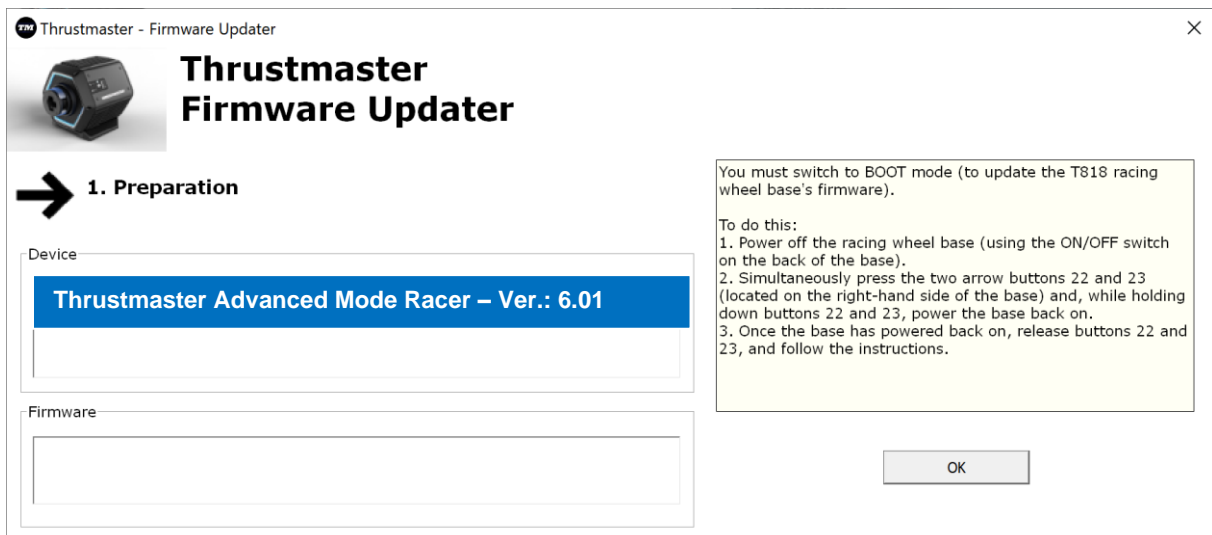 TM Thrustmaster - Firmware Updater
Thrustmaster
Firmware Updater
1. Preparation
Device
Thrustmaster Advanced Mode Racer – Ver.: 6.01
Firmware
You must switch to BOOT mode (to update the T818 racing
wheel base's firmware).
To do this:
1. Power off the racing wheel base (using the ON/OFF switch
on the back of the base).
2. Simultaneously press the two arrow buttons 22 and 23
(located on the right-hand side of the base) and, while holding
down buttons 22 and 23, power the base back on.
3. Once the base has powered back on, release buttons 22 and
23, and follow the instructions.
OK